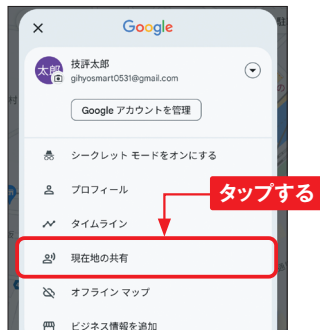 Google
太郎
技評太郎
gihyosmart0531@gmail.com
Google アカウントを管理
シークレット モードをオンにする
プロフィール
タップする
タイムライン
現在地の共有
オフライン マップ
ビジネス情報を追加